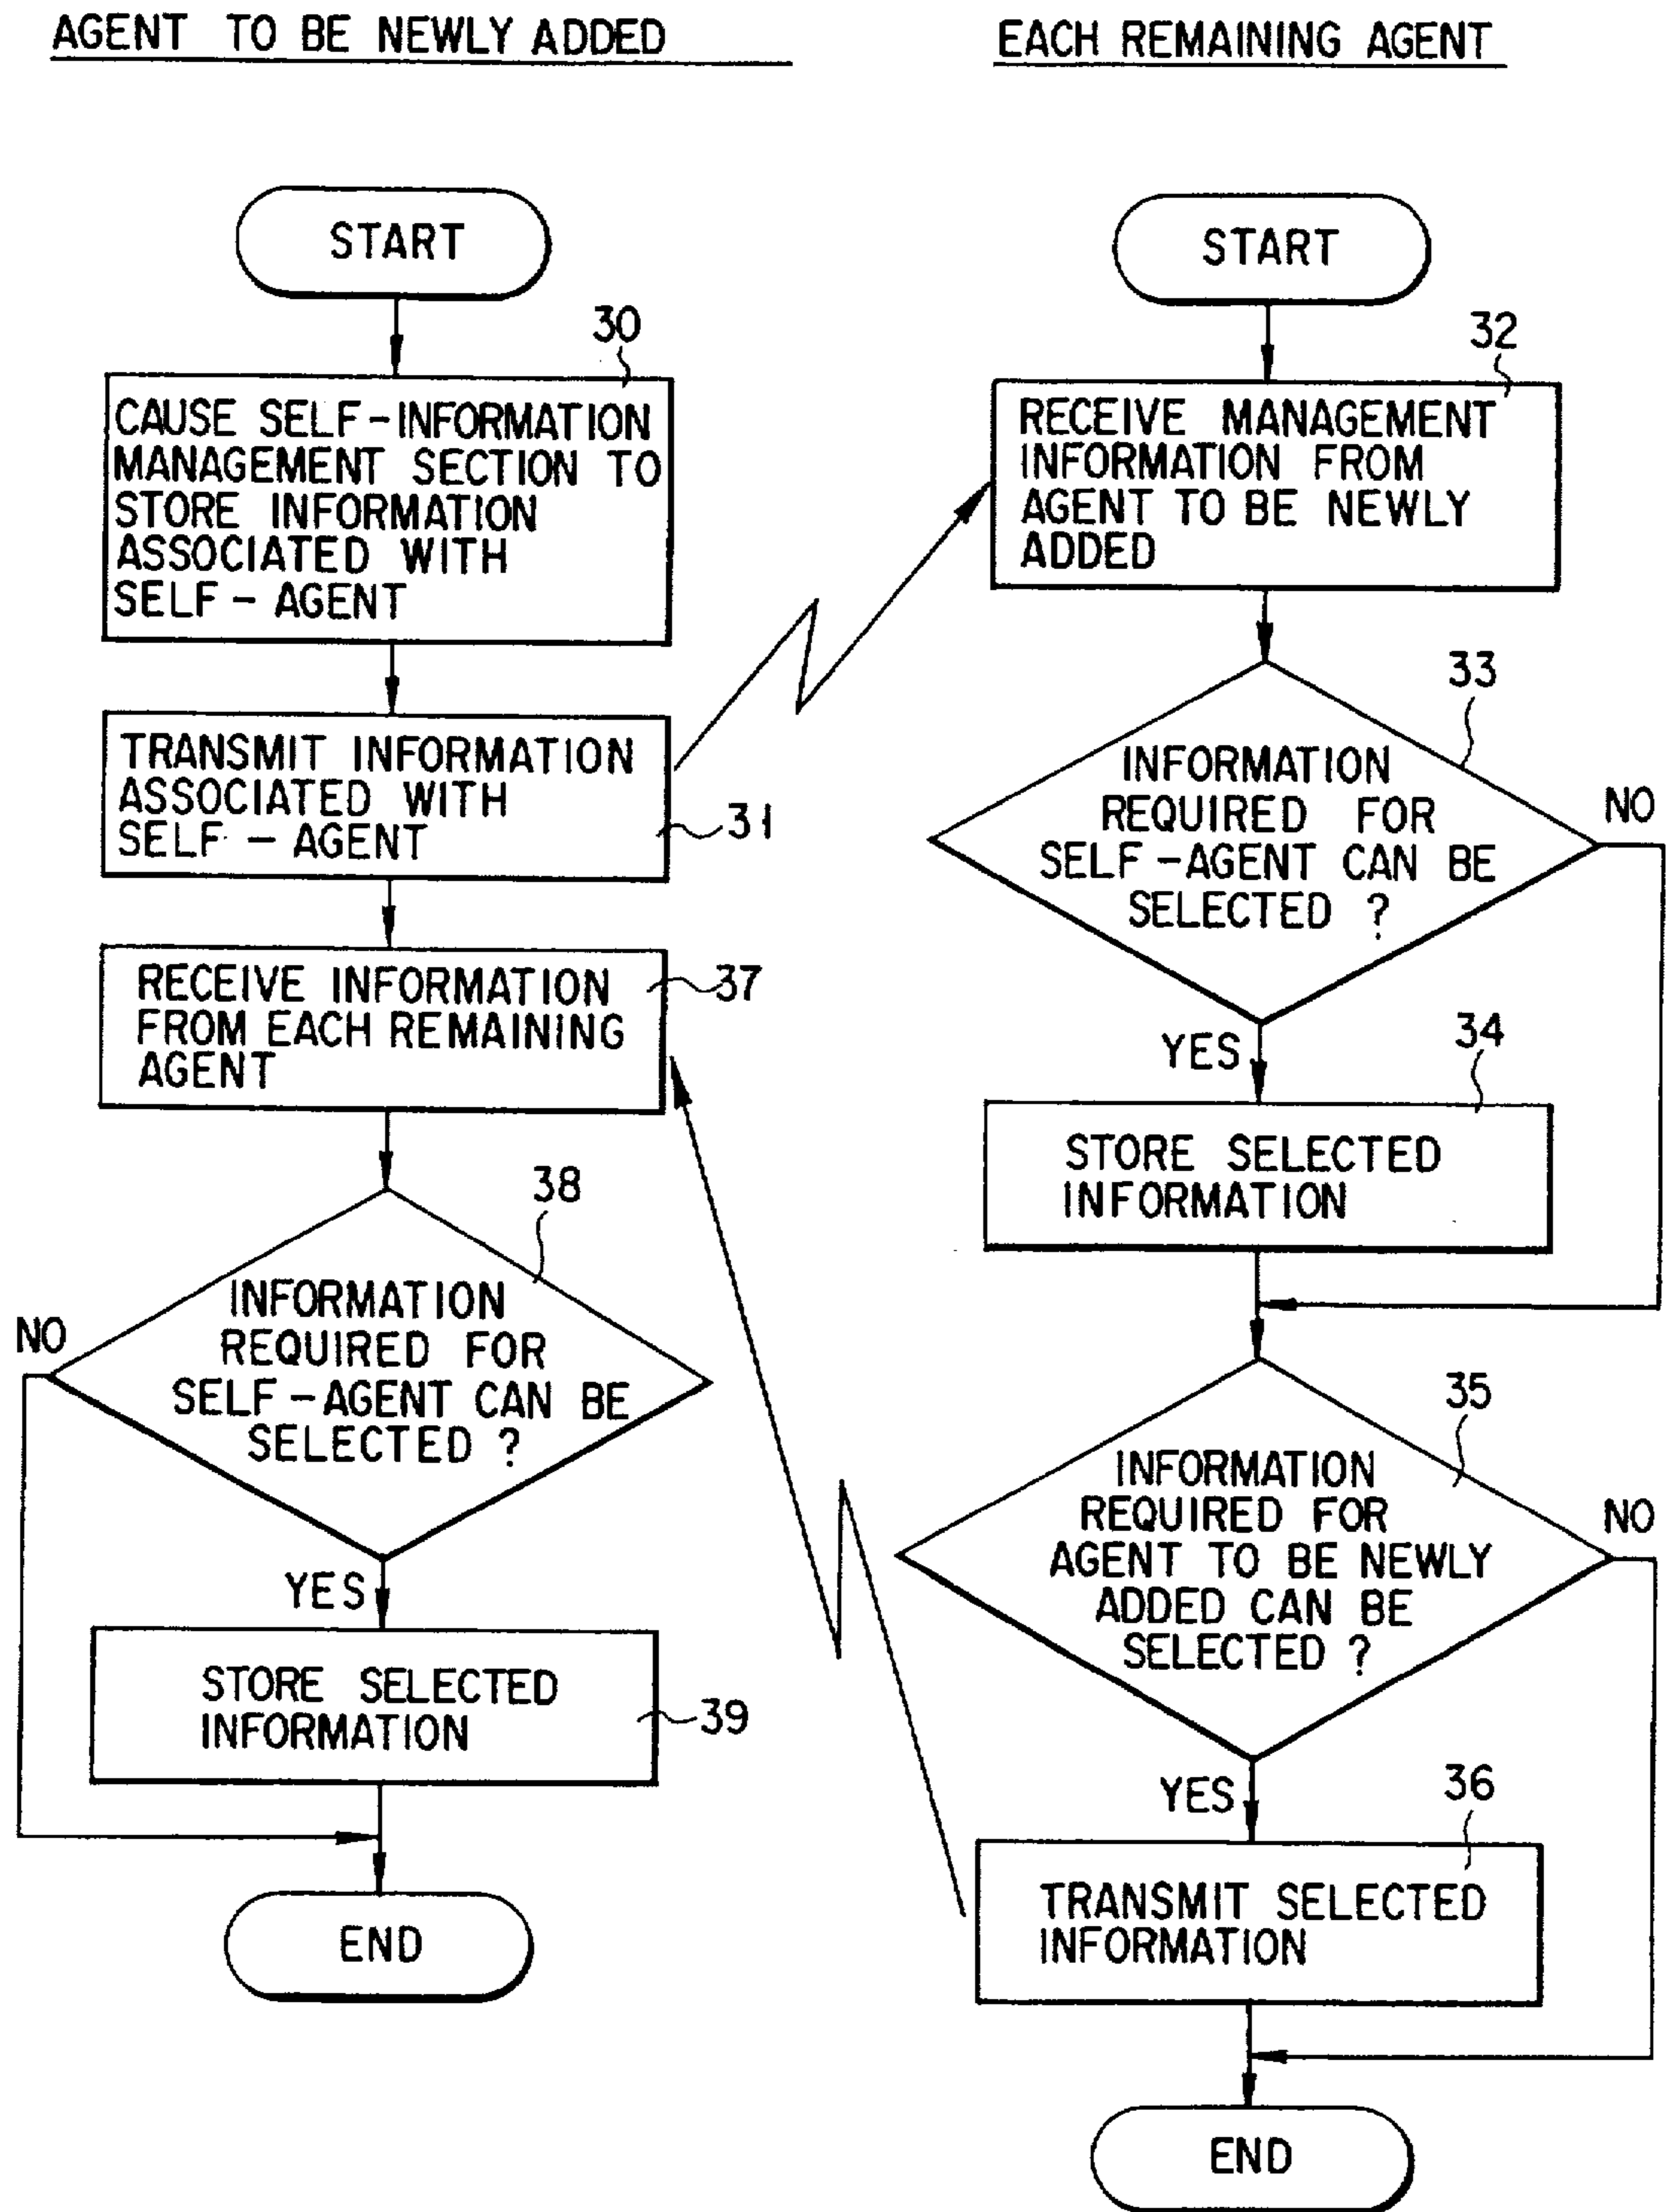 AGENT TO BE NEWLY ADDED
START
30
CAUSE SELF-INFORMATION
MANAGEMENT SECTION TO
STORE INFORMATION
ASSOCIATED WITH
SELF-AGENT
TRANSMIT INFORMATION
ASSOCIATED WITH
SELF-AGENT
31
RECEIVE INFORMATION
FROM EACH REMAINING
AGENT
37
38
INFORMATION
REQUIRED FOR
SELF-AGENT CAN BE
SELECTED ?
NO
YES
STORE SELECTED
INFORMATION
39
END
EACH REMAINING AGENT
START
32
RECEIVE MANAGEMENT
INFORMATION FROM
AGENT TO BE NEWLY
ADDED
33
INFORMATION
REQUIRED FOR
SELF-AGENT CAN BE
SELECTED ?
NO
YES
34
STORE SELECTED
INFORMATION
35
INFORMATION
REQUIRED FOR
AGENT TO BE NEWLY
ADDED CAN BE
SELECTED ?
NO
YES
36
TRANSMIT SELECTED
INFORMATION
END